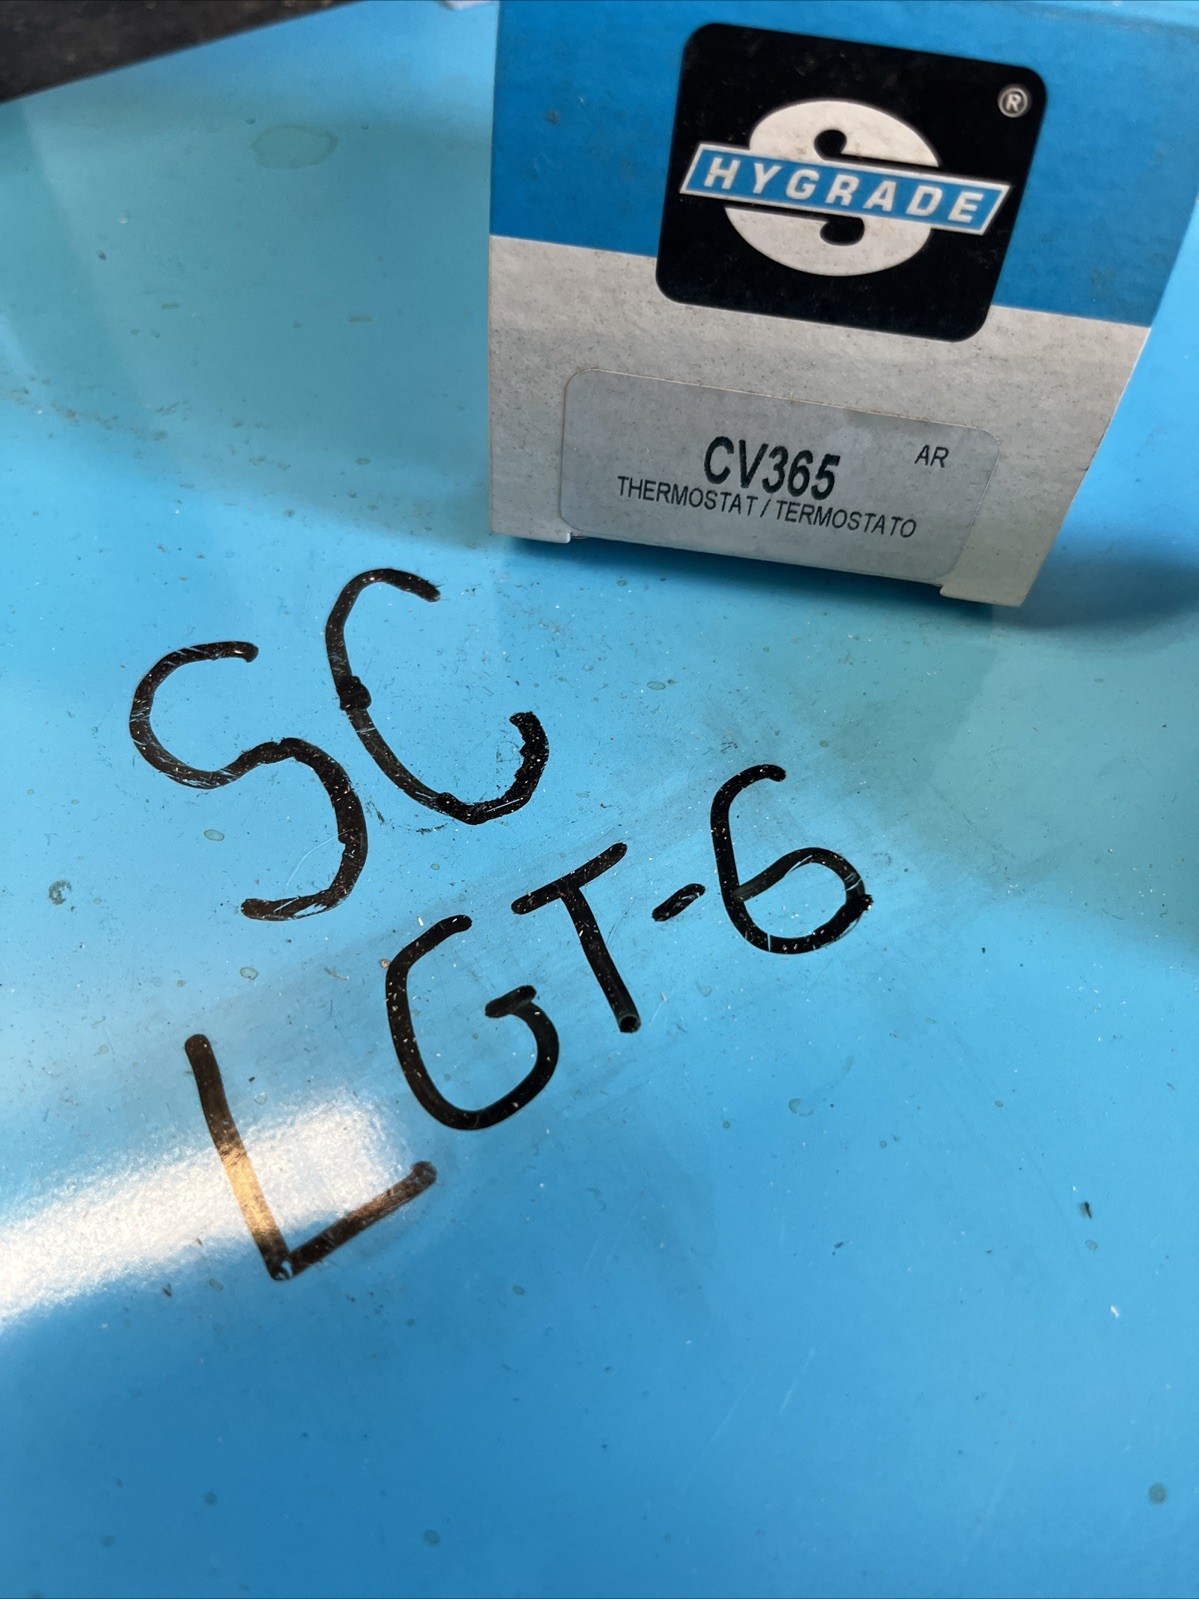 S
HYGRADE
®
CV365
AR
THERMOSTAT / TERMOSTATO
SC
LGT-6